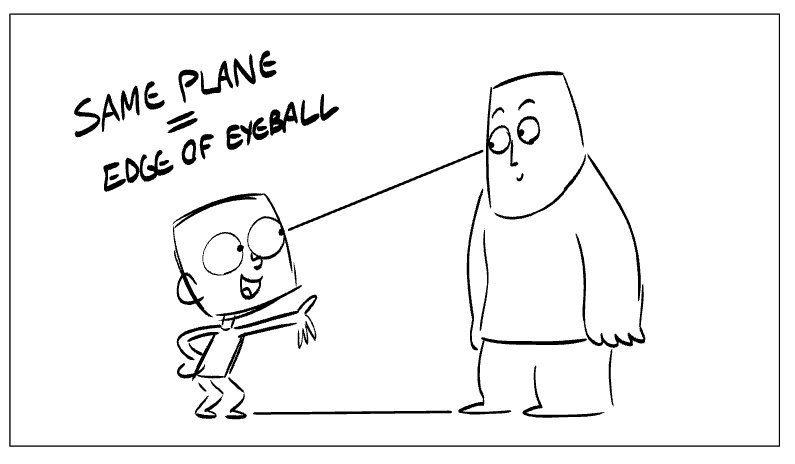 SAME PLANE
=
EDGE OF EYEBALL